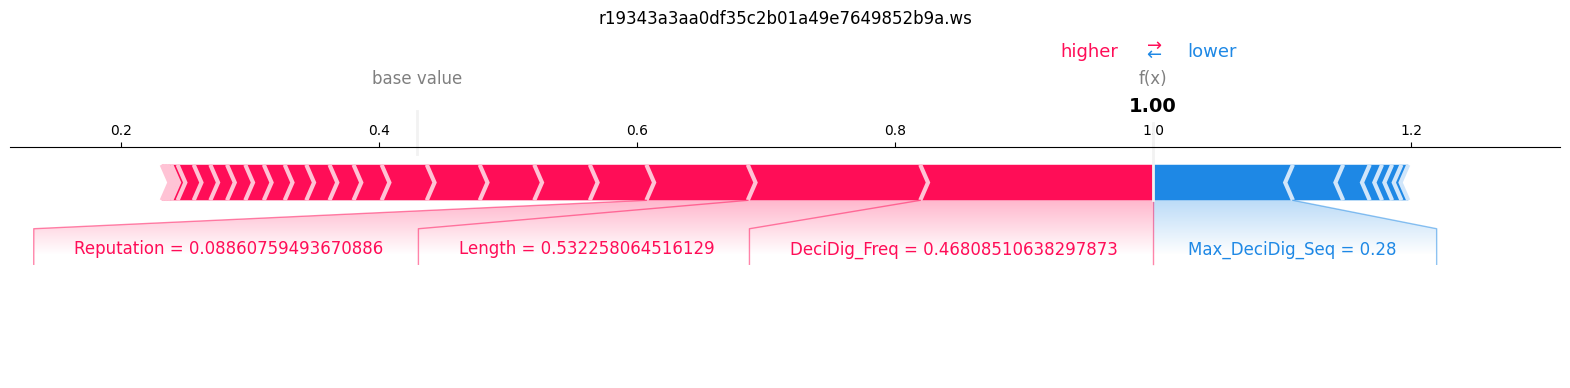 r19343a3aa0df35c2b01a49e7649852b9a.ws
higher → ← lower
base value f(x)
1.00
0.2 0.4 0.6 0.8 1.0 1.2
Reputation = 0.08860759493670886 Length = 0.532258064516129 DeciDig_Freq = 0.46808510638297873 Max_DeciDig_Seq = 0.28